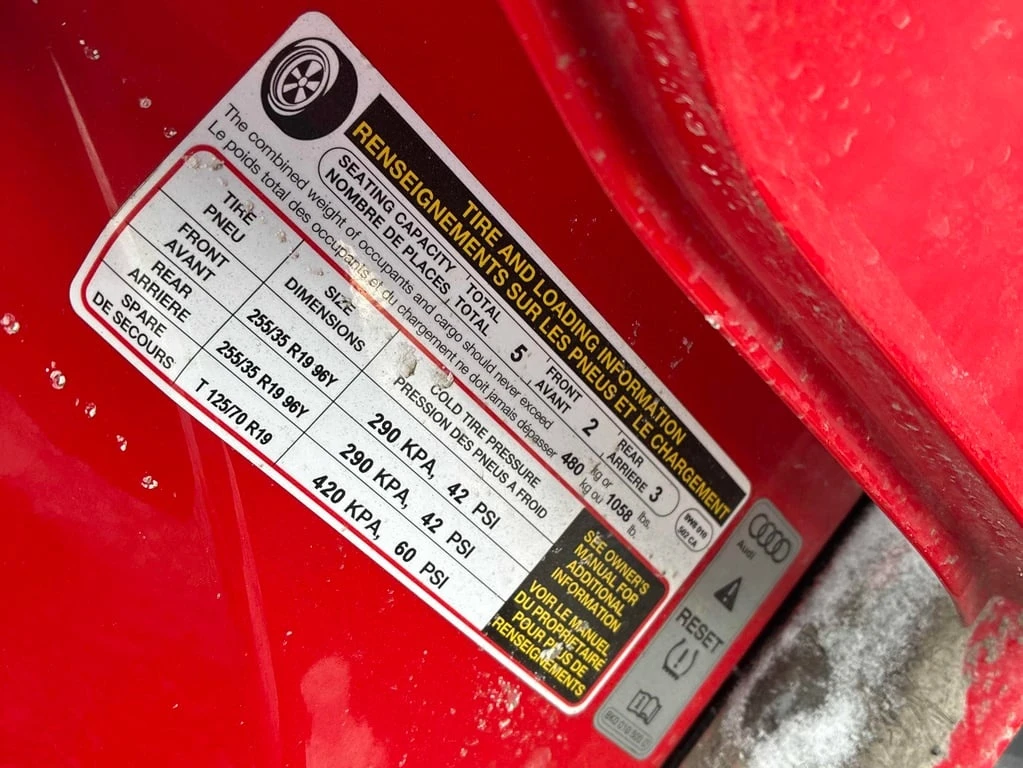 TIRE AND LOADING INFORMATION
RENSEIGNEMENTS SUR LES PNEUS ET LE CHARGEMENT
SEATING CAPACITY TOTAL 5 FRONT 2 REAR 3
NOMBRE DE PLACES TOTAL AVANT ARRIERE
The combined weight of occupants and cargo should never exceed 480 kg or 1058 lbs.
Le poids total des occupants et du chargement ne doit jamais dépasser kg ou lb.
8WR 010
502 CA
TIRE SIZE COLD TIRE PRESSURE
PNEU DIMENSIONS PRESSION DES PNEUS A FROID
FRONT
AVANT 255/35 R19 96Y 290 KPA, 42 PSI
REAR
ARRIERE 255/35 R19 96Y 290 KPA, 42 PSI
SPARE
DE SECOURS T 125/70 R19 420 KPA, 60 PSI
SEE OWNER'S
MANUAL FOR
ADDITIONAL
INFORMATION
VOIR LE MANUEL
DU PROPRIETAIRE
POUR PLUS DE
RENSEIGNEMENTS
Audi
RESET